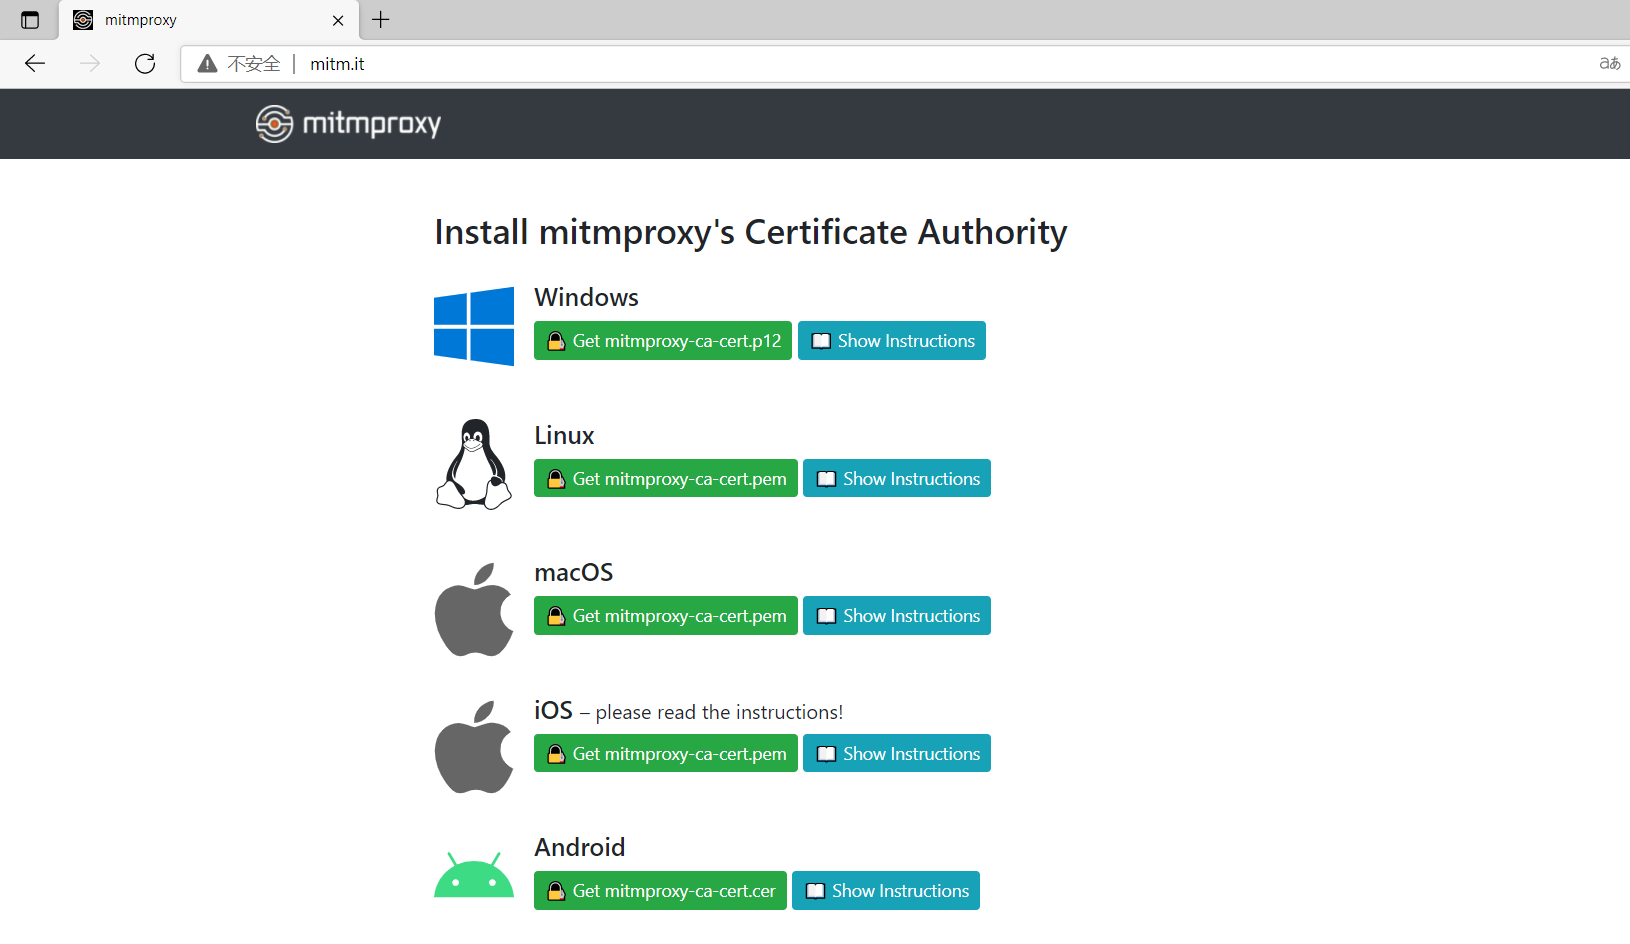 mitmproxy
不安全 mitm.it aあ
mitmproxy
Install mitmproxy's Certificate Authority
Windows
Get mitmproxy-ca-cert.p12 Show Instructions
Linux
Get mitmproxy-ca-cert.pem Show Instructions
macOS
Get mitmproxy-ca-cert.pem Show Instructions
iOS – please read the instructions!
Get mitmproxy-ca-cert.pem Show Instructions
Android
Get mitmproxy-ca-cert.cer Show Instructions